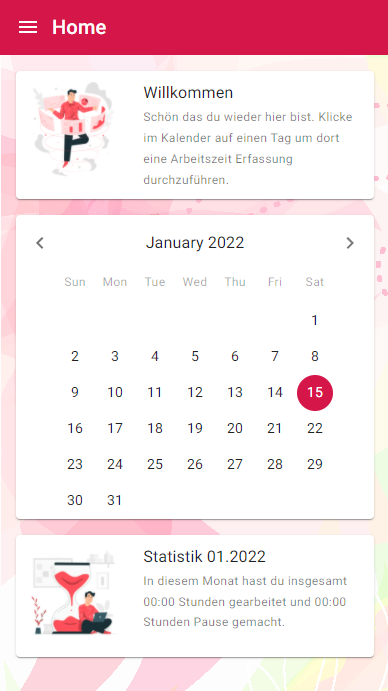 Home
Willkommen
Schön das du wieder hier bist. Klicke
im Kalender auf einen Tag um dort
eine Arbeitszeit Erfassung
durchzuführen.
January 2022
Sun Mon Tue Wed Thu Fri Sat
1
2 3 4 5 6 7 8
9 10 11 12 13 14 15
16 17 18 19 20 21 22
23 24 25 26 27 28 29
30 31
Statistik 01.2022
In diesem Monat hast du insgesamt
00:00 Stunden gearbeitet und 00:00
Stunden Pause gemacht.